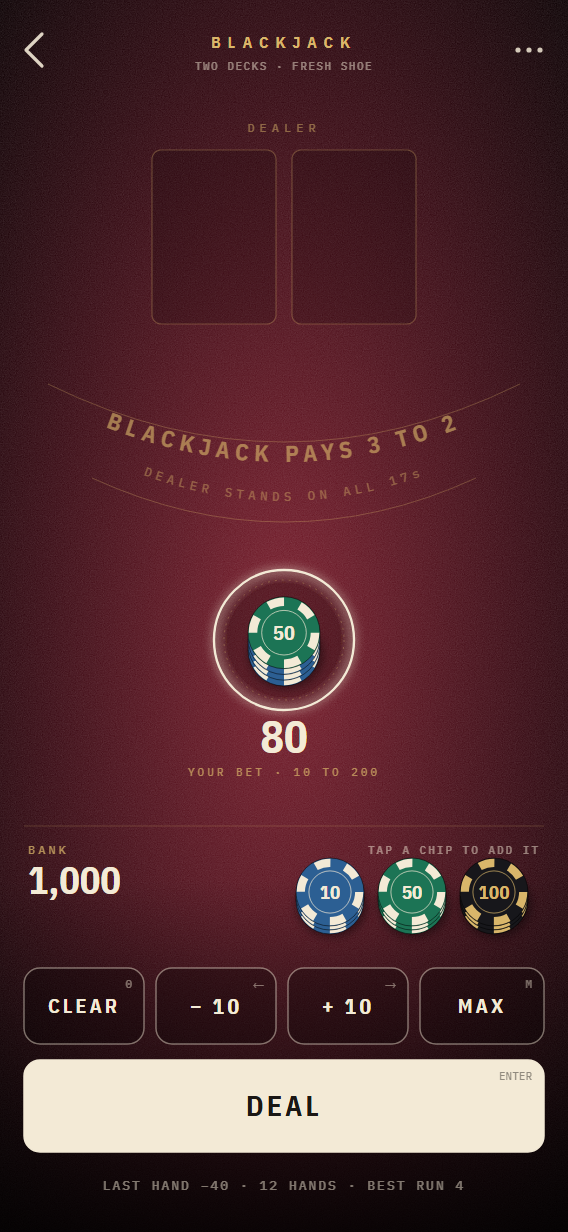 BLACKJACK
TWO DECKS · FRESH SHOE
DEALER
BLACKJACK PAYS 3 TO 2
DEALER STANDS ON ALL 17s
50
80
YOUR BET · 10 TO 200
BANK
TAP A CHIP TO ADD IT
1,000
10
50
100
CLEAR 0
– 10 ←
+ 10 →
MAX M
DEAL ENTER
LAST HAND –40 · 12 HANDS · BEST RUN 4